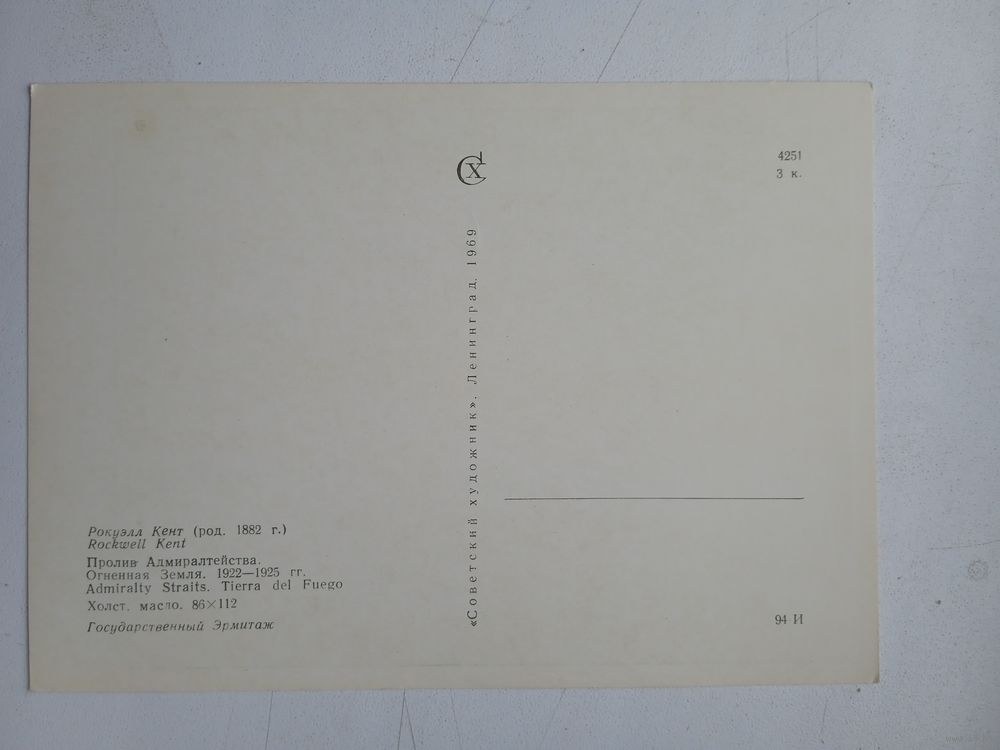 Рокуэлл Кент (род. 1882 г.)
Rockwell Kent
Пролив Адмиралтейства.
Огненная Земля. 1922—1925 гг.
Admiralty Straits. Tierra del Fuego
Холст. масло. 86×112
Государственный Эрмитаж
СХ
«Советский художник». Ленинград. 1969
4251
3 к.
94 И